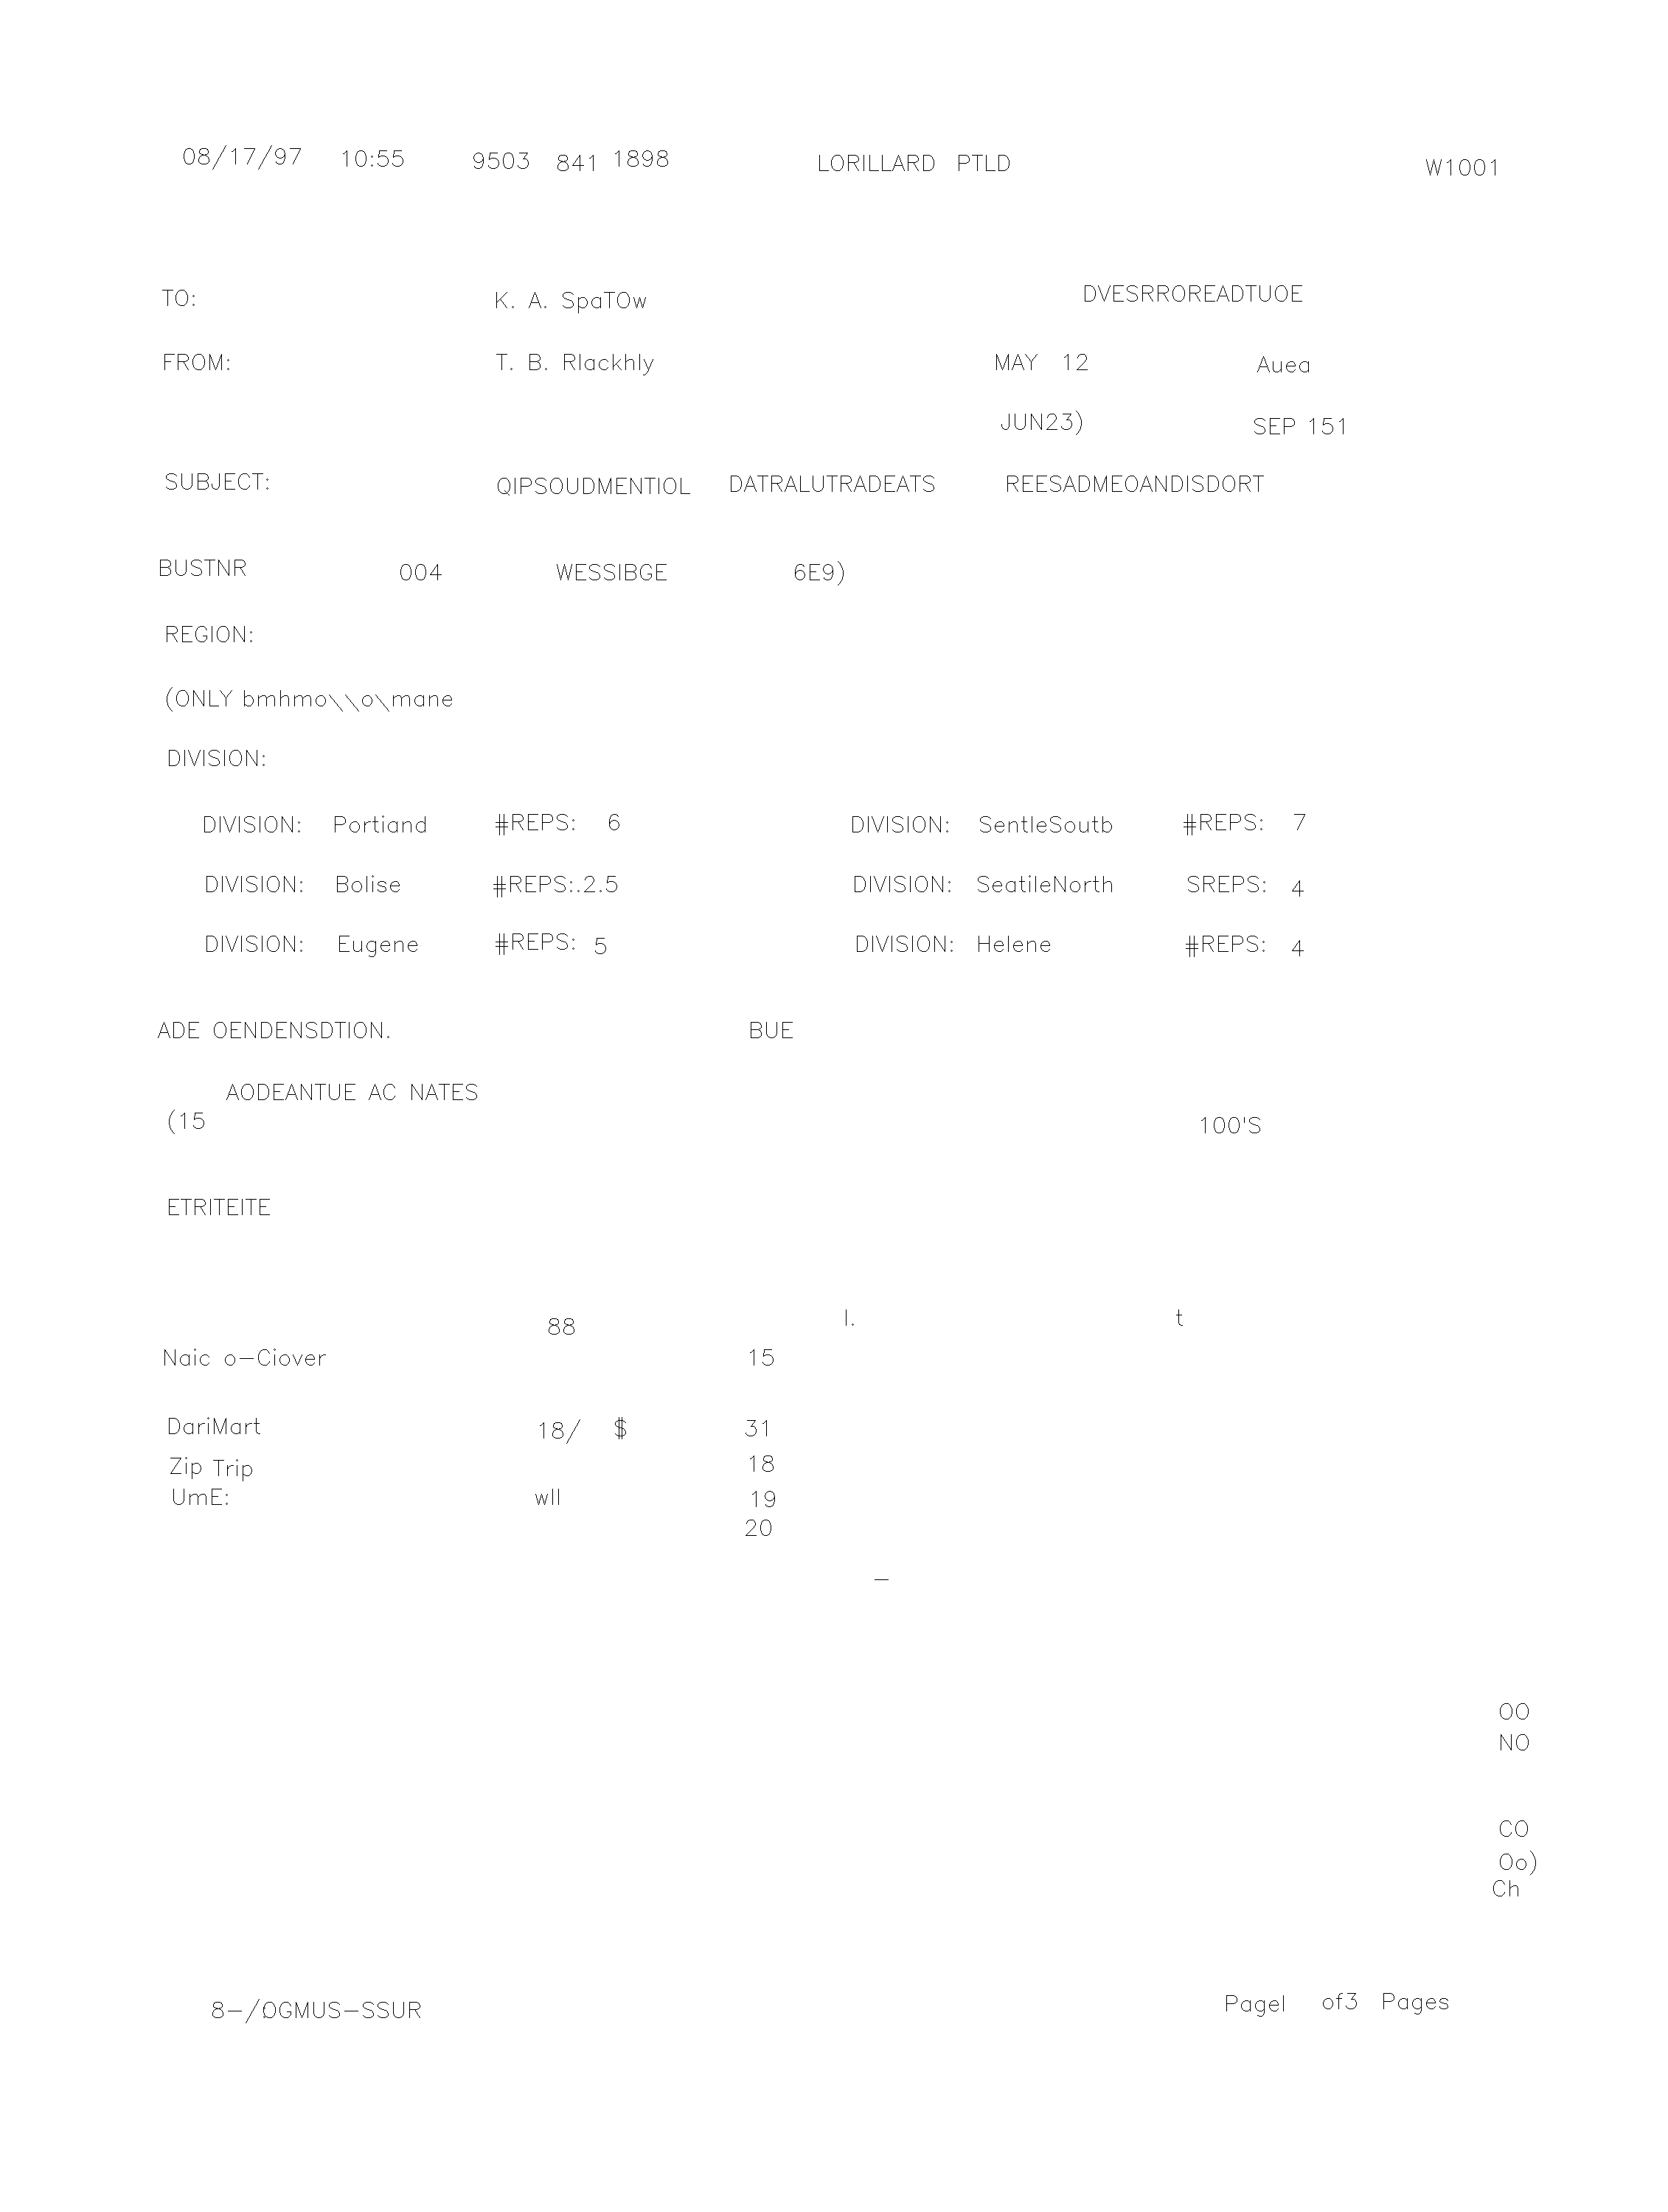 08/17/97 10:55 9503 841 1898 LORILLARD PTLD W1001
DVESRROREADTUOE
TO: K. A. SpaTOw
FROM: T. B. Rlackhly MAY 12 Auea
JUN23) SEP 151
SUBJECT: QIPSOUDMENTIOL DATRALUTRADEATS REESADMEOANDISDORT
BUSTNR 004 WESSIBGE 6E9)
REGION:
(ONLY bmhmo\\o\mane
DIVISION:
DIVISION: Portiand #REPS: 6 DIVISION: SentleSoutb #REPS: 7
DIVISION: Bolise #REPS:.2.5 DIVISION: SeatileNorth SREPS: 4
DIVISION: Eugene #REPS: 5 DIVISION: Helene #REPS: 4
ADE OENDENSDTION. BUE
AODEANTUE AC NATES
(15 100'S
ETRITEITE
88 I. t
Naic o-Ciover 15
DariMart 18/ $ 31
Zip Trip 18
UmE: wll 19
20
-
OO
NO
CO
Oo)
Ch
8-/0GMUS-SSUR Pagel of3 Pages